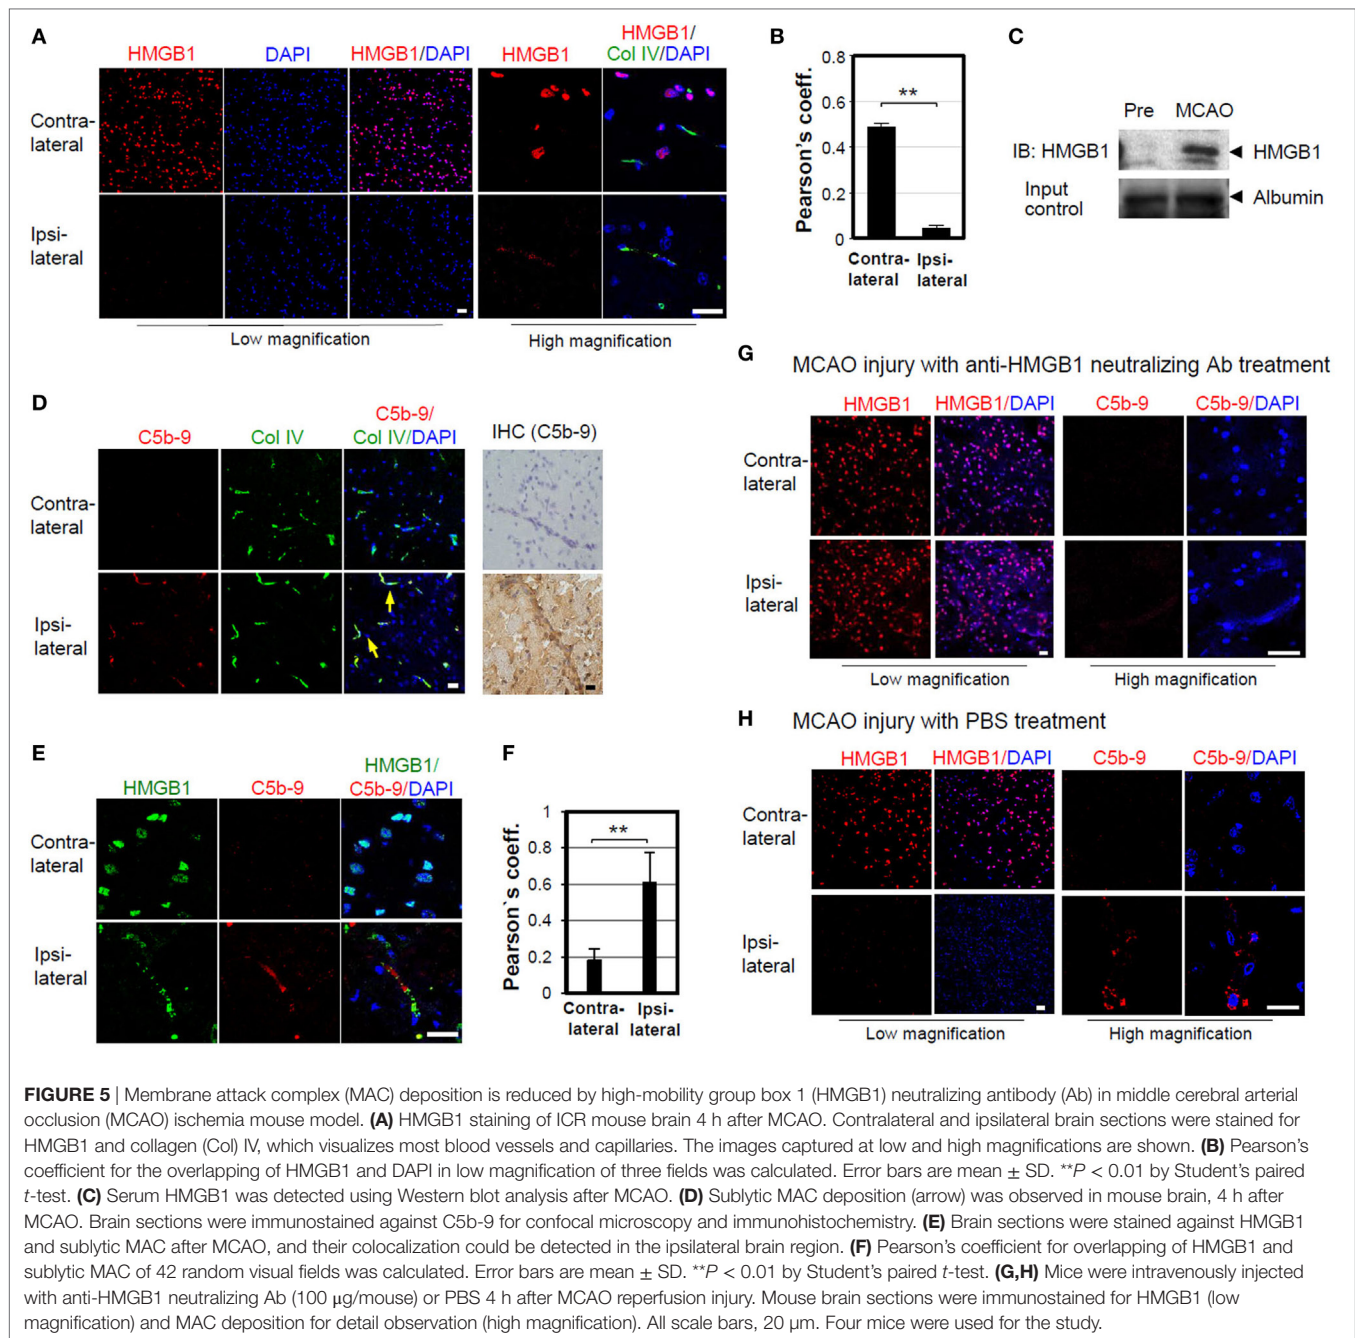 A
HMGB1 DAPI HMGB1/DAPI HMGB1 HMGB1/
Col IV/DAPI
Contra-
lateral
Ipsi-
lateral
Low magnification High magnification
B
Pearson's coeff.
0.8
0.6
0.4
0.2
0
**
Contra-
lateral
Ipsi-
lateral
C
Pre MCAO
IB: HMGB1 HMGB1
Input
control
Albumin
D
C5b-9 Col IV C5b-9/
Col IV/DAPI
IHC (C5b-9)
Contra-
lateral
Ipsi-
lateral
E
HMGB1 C5b-9 HMGB1/
C5b-9/DAPI
Contra-
lateral
Ipsi-
lateral
F
Pearson`s coeff.
1
0.8
0.6
0.4
0.2
0
**
Contra-
lateral
Ipsi-
lateral
G MCAO injury with anti-HMGB1 neutralizing Ab treatment
HMGB1 HMGB1/DAPI C5b-9 C5b-9/DAPI
Contra-
lateral
Ipsi-
lateral
Low magnification High magnification
H MCAO injury with PBS treatment
HMGB1 HMGB1/DAPI C5b-9 C5b-9/DAPI
Contra-
lateral
Ipsi-
lateral
Low magnification High magnification
FIGURE 5 | Membrane attack complex (MAC) deposition is reduced by high-mobility group box 1 (HMGB1) neutralizing antibody (Ab) in middle cerebral arterial
occlusion (MCAO) ischemia mouse model. (A) HMGB1 staining of ICR mouse brain 4 h after MCAO. Contralateral and ipsilateral brain sections were stained for
HMGB1 and collagen (Col) IV, which visualizes most blood vessels and capillaries. The images captured at low and high magnifications are shown. (B) Pearson's
coefficient for the overlapping of HMGB1 and DAPI in low magnification of three fields was calculated. Error bars are mean ± SD. **P < 0.01 by Student's paired
t-test. (C) Serum HMGB1 was detected using Western blot analysis after MCAO. (D) Sublytic MAC deposition (arrow) was observed in mouse brain, 4 h after
MCAO. Brain sections were immunostained against C5b-9 for confocal microscopy and immunohistochemistry. (E) Brain sections were stained against HMGB1
and sublytic MAC after MCAO, and their colocalization could be detected in the ipsilateral brain region. (F) Pearson's coefficient for overlapping of HMGB1 and
sublytic MAC of 42 random visual fields was calculated. Error bars are mean ± SD. **P < 0.01 by Student's paired t-test. (G,H) Mice were intravenously injected
with anti-HMGB1 neutralizing Ab (100 μg/mouse) or PBS 4 h after MCAO reperfusion injury. Mouse brain sections were immunostained for HMGB1 (low
magnification) and MAC deposition for detail observation (high magnification). All scale bars, 20 μm. Four mice were used for the study.